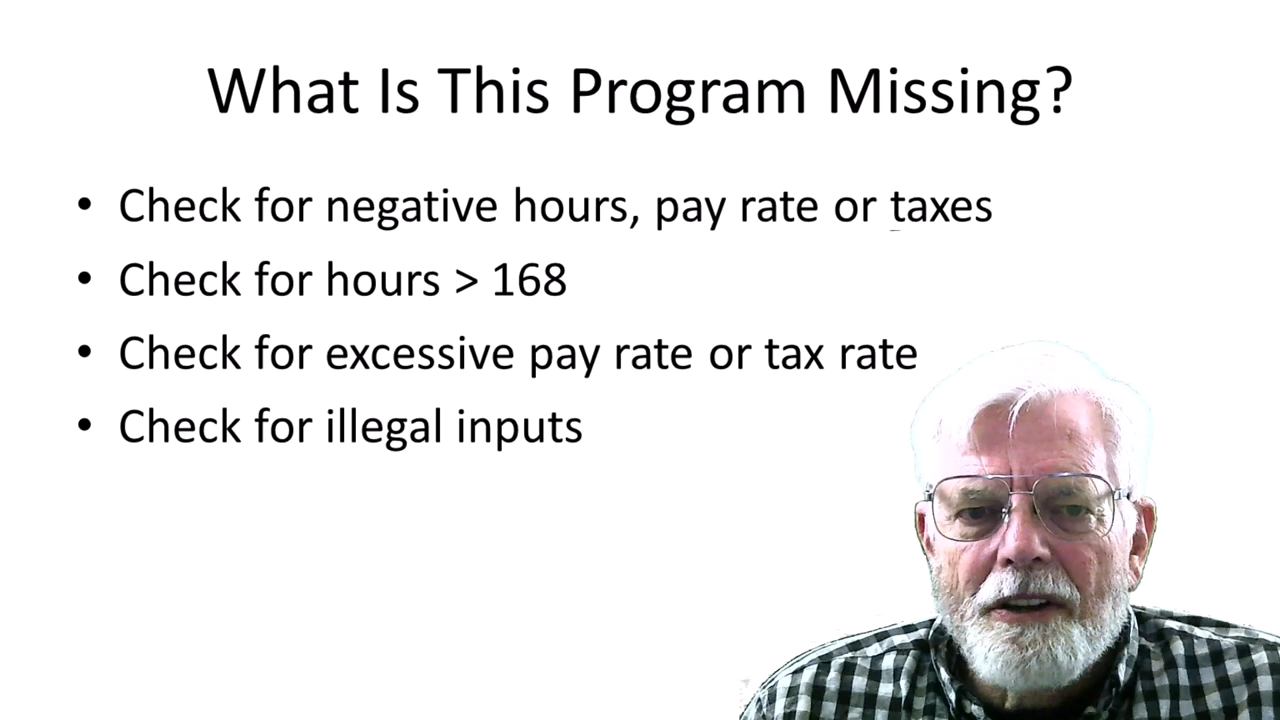 What Is This Program Missing?
• Check for negative hours, pay rate or taxes
• Check for hours > 168
• Check for excessive pay rate or tax rate
• Check for illegal inputs